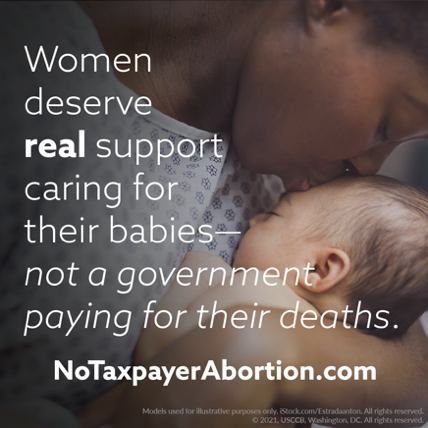 Women
deserve
real support
caring for
their babies—
not a government
paying for their deaths.
NoTaxpayerAbortion.com
Models used for illustrative purposes only. iStock.com/Estradaanton. All rights reserved.
© 2021, USCCB, Washington, DC. All rights reserved.